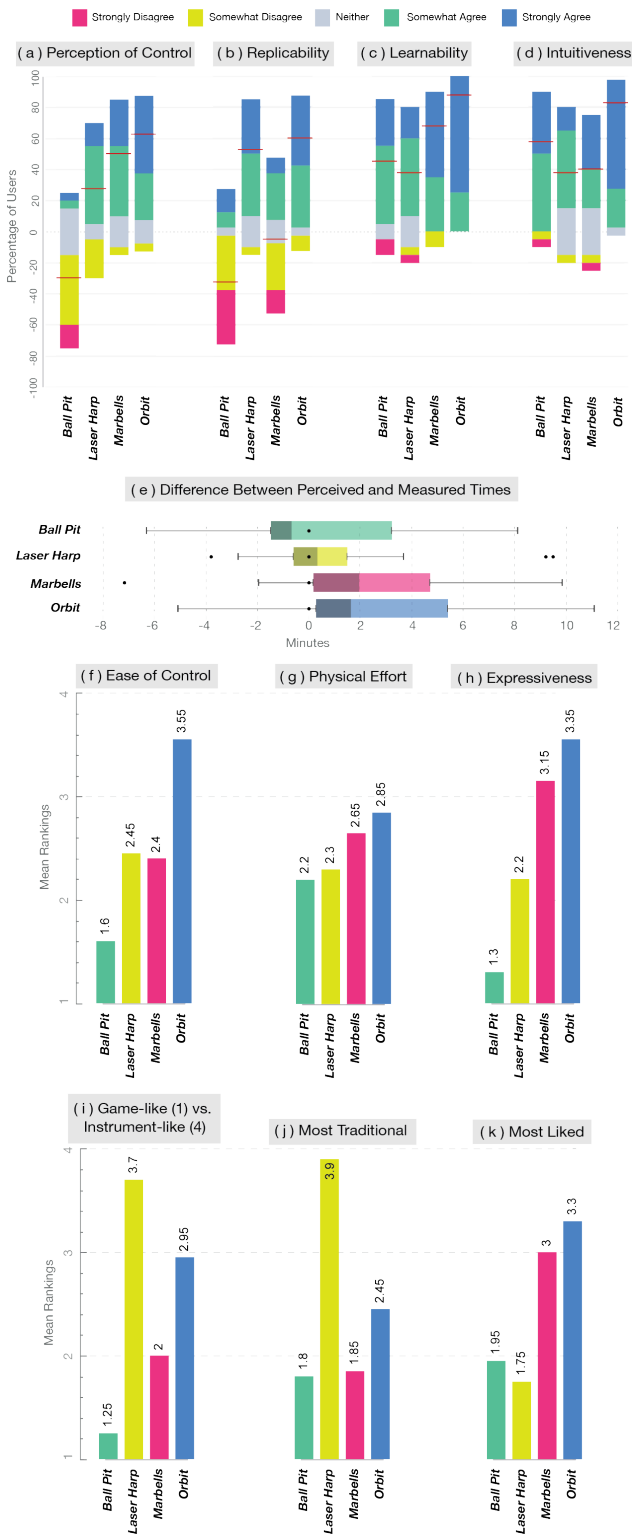 Strongly Disagree Somewhat Disagree Neither Somewhat Agree Strongly Agree
( a ) Perception of Control ( b ) Replicability ( c ) Learnability ( d ) Intuitiveness
Percentage of Users
100
80
60
40
20
0
-20
-40
-60
-80
-100
Ball Pit Laser Harp Marbells Orbit Ball Pit Laser Harp Marbells Orbit Ball Pit Laser Harp Marbells Orbit Ball Pit Laser Harp Marbells Orbit
( e ) Difference Between Perceived and Measured Times
Ball Pit
Laser Harp
Marbells
Orbit
-8 -6 -4 -2 0 2 4 6 8 10 12
Minutes
( f ) Ease of Control ( g ) Physical Effort ( h ) Expressiveness
Mean Rankings
4
3
2
1
1.6 2.45 2.4 3.55 2.2 2.3 2.65 2.85 1.3 2.2 3.15 3.35
Ball Pit Laser Harp Marbells Orbit Ball Pit Laser Harp Marbells Orbit Ball Pit Laser Harp Marbells Orbit
( i ) Game-like (1) vs.
Instrument-like (4)
( j ) Most Traditional ( k ) Most Liked
Mean Rankings
4
3
2
1
1.25 3.7 2 2.95 1.8 3.9 1.85 2.45 1.95 1.75 3 3.3
Ball Pit Laser Harp Marbells Orbit Ball Pit Laser Harp Marbells Orbit Ball Pit Laser Harp Marbells Orbit